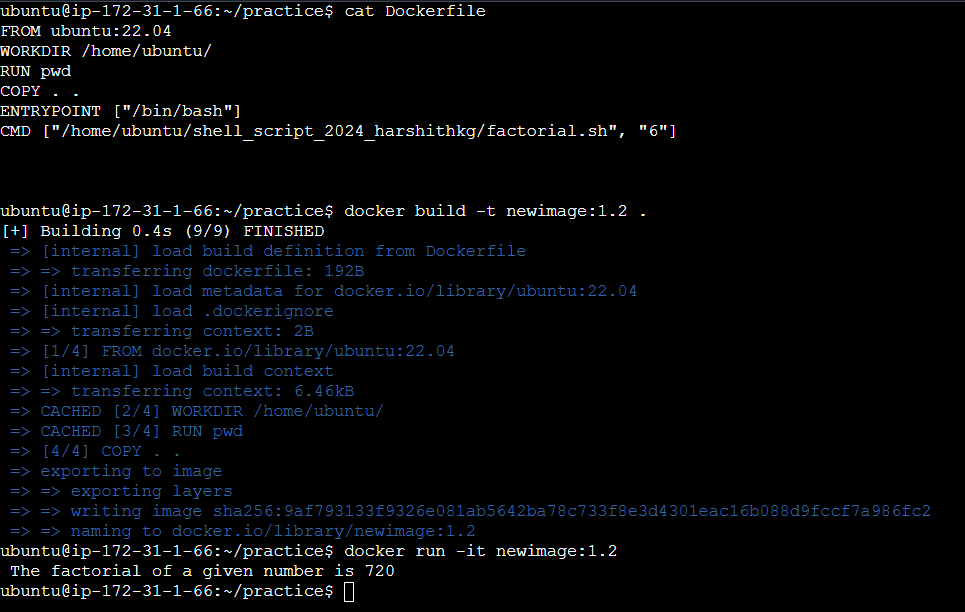 ubuntu@ip-172-31-1-66:~/practice$ cat Dockerfile
FROM ubuntu:22.04
WORKDIR /home/ubuntu/
RUN pwd
COPY . .
ENTRYPOINT ["/bin/bash"]
CMD ["/home/ubuntu/shell_script_2024_harshithkg/factorial.sh", "6"]
ubuntu@ip-172-31-1-66:~/practice$ docker build -t newimage:1.2 .
[+] Building 0.4s (9/9) FINISHED
=> [internal] load build definition from Dockerfile
=> => transferring dockerfile: 192B
=> [internal] load metadata for docker.io/library/ubuntu:22.04
=> [internal] load .dockerignore
=> => transferring context: 2B
=> [1/4] FROM docker.io/library/ubuntu:22.04
=> [internal] load build context
=> => transferring context: 6.46kB
=> CACHED [2/4] WORKDIR /home/ubuntu/
=> CACHED [3/4] RUN pwd
=> [4/4] COPY . .
=> exporting to image
=> => exporting layers
=> => writing image sha256:9af793133f9326e081ab5642ba78c733f8e3d4301eac16b088d9fccf7a986fc2
=> => naming to docker.io/library/newimage:1.2
ubuntu@ip-172-31-1-66:~/practice$ docker run -it newimage:1.2
The factorial of a given number is 720
ubuntu@ip-172-31-1-66:~/practice$